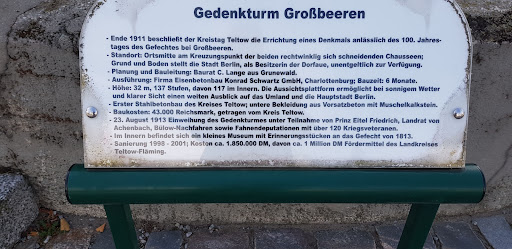 Gedenkturm Großbeeren
- Ende 1911 beschließt der Kreistag Teltow die Errichtung eines Denkmals anlässlich des 100. Jahres-
tages des Gefechtes bei Großbeeren.
- Standort: Ortsmitte am Kreuzungspunkt der beiden rechtwinklig sich schneidenden Chausseen;
Grund und Boden stellt die Stadt Berlin, als Besitzerin der Dorfaue, unentgeltlich zur Verfügung.
- Planung und Bauleitung: Baurat C. Lange aus Grunewald.
- Ausführung: Firma Eisenbetonbau Konrad Schwartz GmbH, Charlottenburg; Bauzeit: 6 Monate.
- Höhe: 32 m, 137 Stufen, davon 117 im Innern. Die Aussichtsplattform ermöglicht bei sonnigem Wetter
und klarer Sicht einen weiten Ausblick auf das Umland und die Hauptstadt Berlin.
- Erster Stahlbetonbau des Kreises Teltow; untere Bekleidung aus Vorsatzbeton mit Muschelkalkstein.
- Baukosten: 43.000 Reichsmark, getragen vom Kreis Teltow.
- 23. August 1913 Einweihung des Gedenkturmes unter Teilnahme von Prinz Eitel Friedrich, Landrat von
Achenbach, Bülow-Nachfahren sowie Fahnendeputationen mit über 120 Kriegsveteranen.
- Im Innern befindet sich ein kleines Museum mit Erinnerungsstücken an das Gefecht von 1813.
- Sanierung 1998 - 2001; Kosten ca. 1.850.000 DM, davon ca. 1 Million DM Fördermittel des Landkreises
Teltow-Fläming.